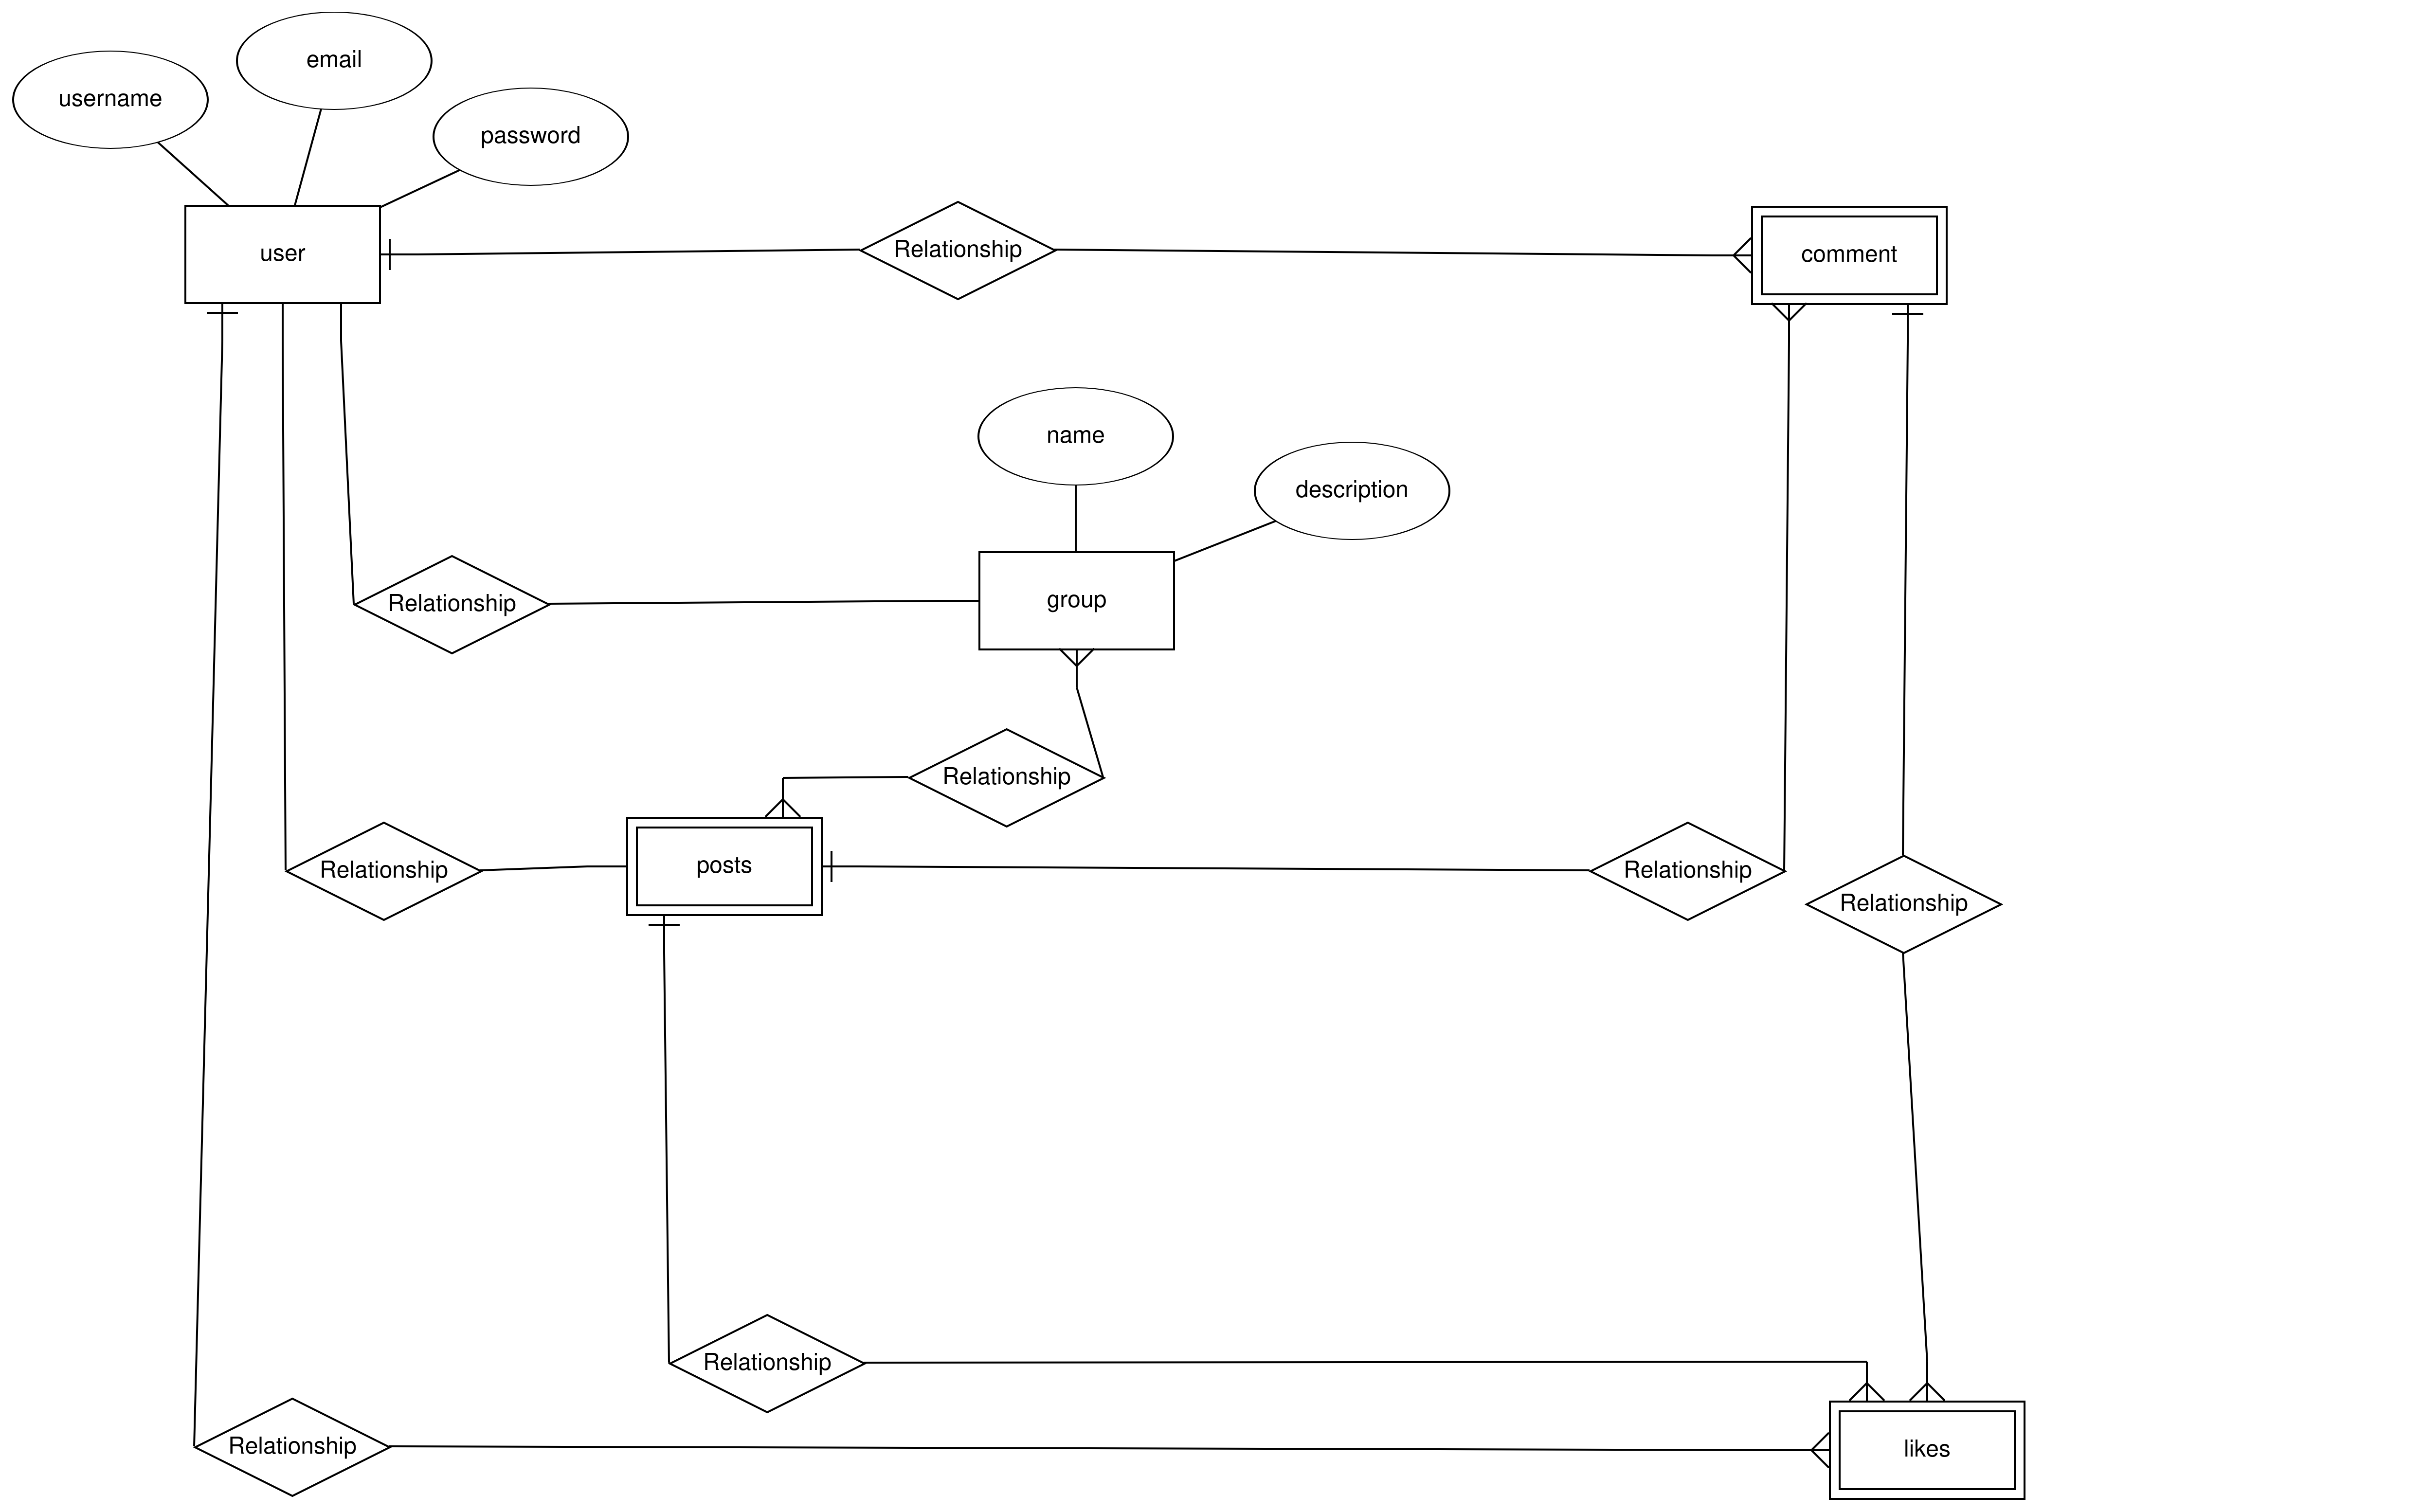 email
username
password
user
Relationship
comment
name
description
group
Relationship
Relationship
posts
Relationship
Relationship
Relationship
Relationship
Relationship
likes